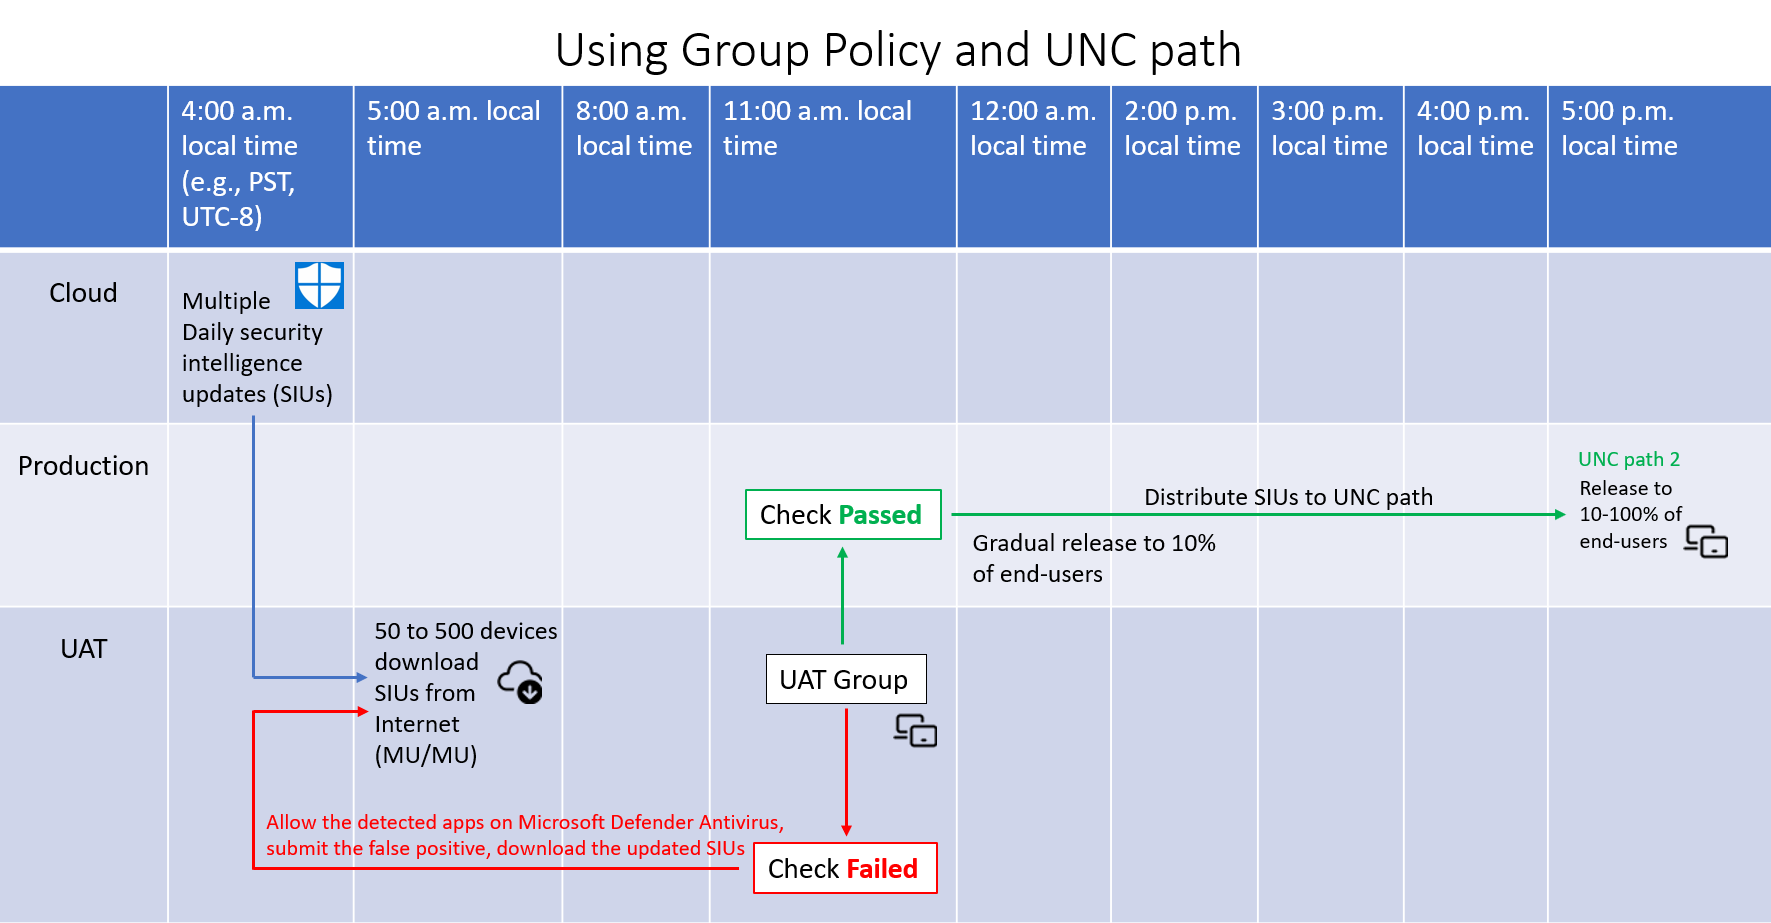 Using Group Policy and UNC path
4:00 a.m.
local time
(e.g., PST,
UTC-8)
5:00 a.m. local
time
8:00 a.m.
local time
11:00 a.m. local
time
12:00 a.m.
local time
2:00 p.m.
local time
3:00 p.m.
local time
4:00 p.m.
local time
5:00 p.m.
local time
Cloud
Multiple
Daily security
intelligence
updates (SIUs)
Production
Check Passed
Distribute SIUs to UNC path
Gradual release to 10%
of end-users
UNC path 2
Release to
10-100% of
end-users
UAT
50 to 500 devices
download
SIUs from
Internet
(MU/MU)
UAT Group
Allow the detected apps on Microsoft Defender Antivirus,
submit the false positive, download the updated SIUs
Check Failed